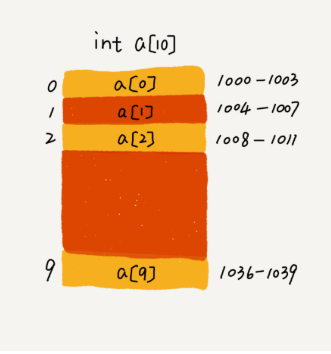 int a[10]
0 a[0] 1000-1003
1 a[1] 1004-1007
2 a[2] 1008-1011
9 a[9] 1036-1039